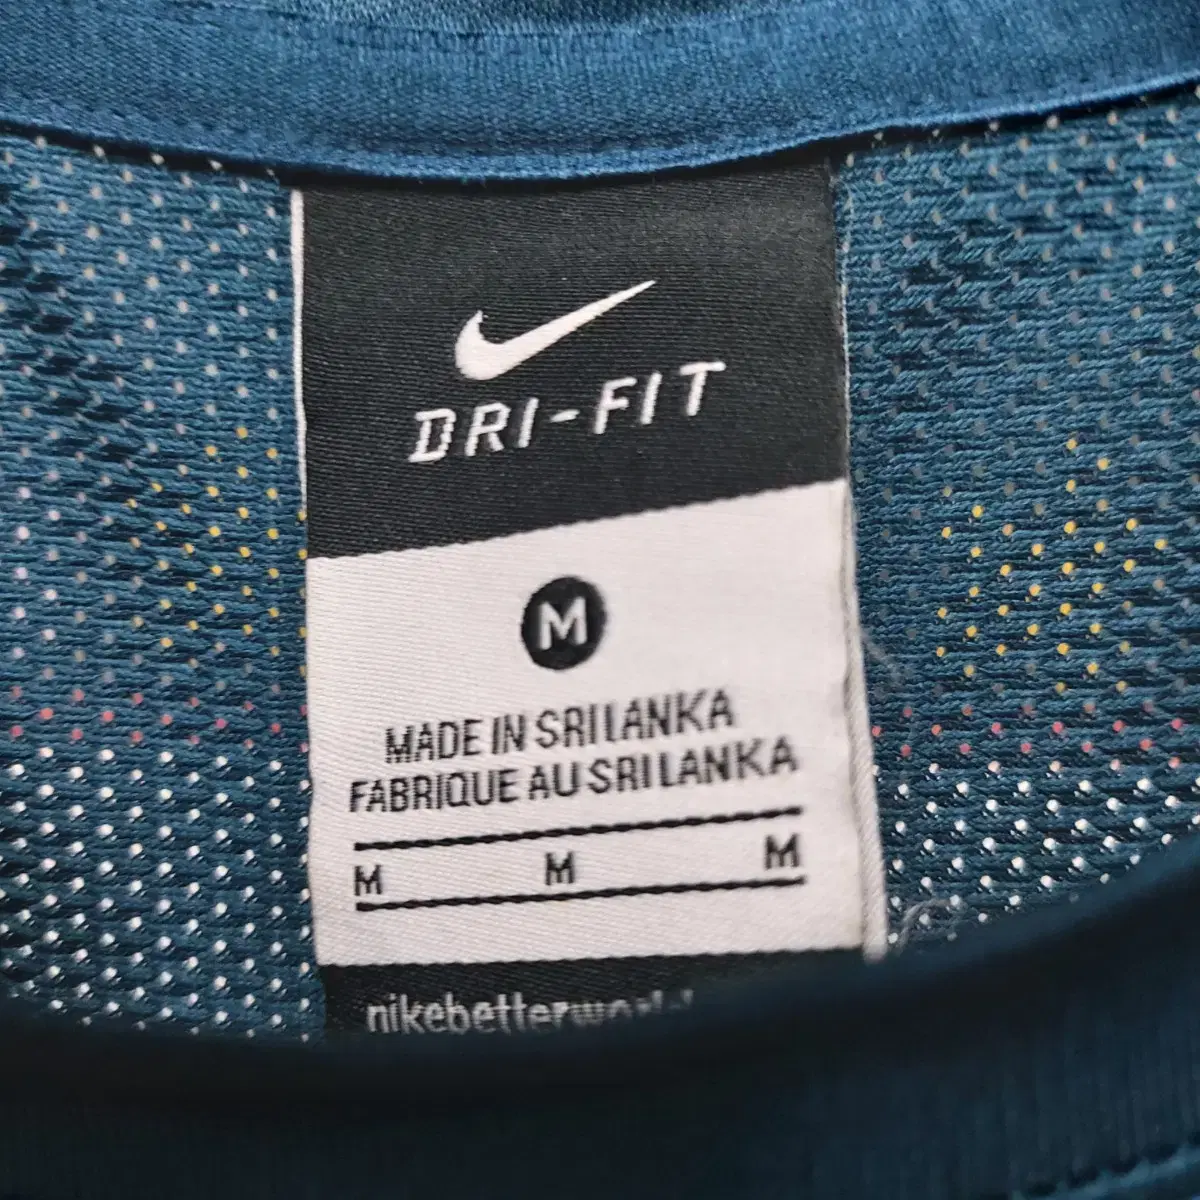 DRI-FIT
M
MADE IN SRI LANKA
FABRIQUE AU SRI LANKA
M M M